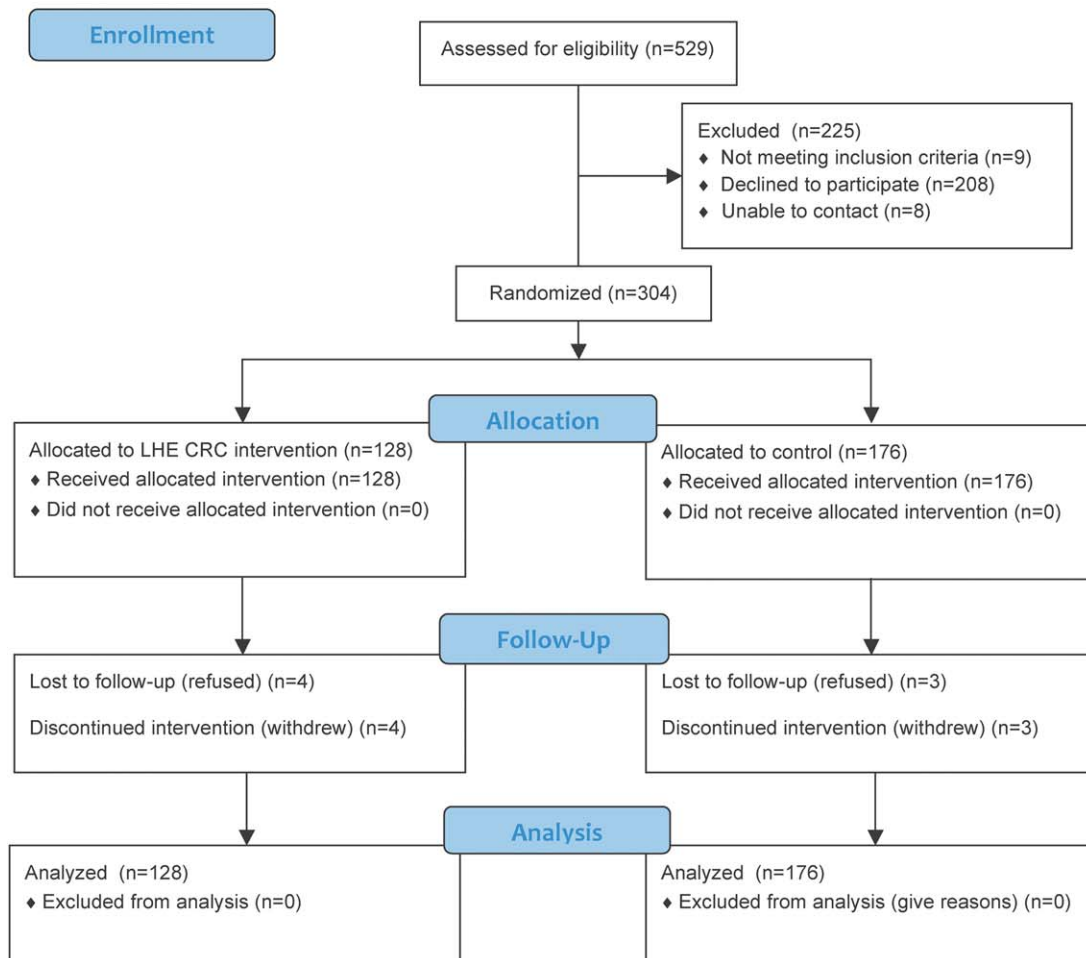 Enrollment
Assessed for eligibility (n=529)
Excluded (n=225)
♦ Not meeting inclusion criteria (n=9)
♦ Declined to participate (n=208)
♦ Unable to contact (n=8)
Randomized (n=304)
Allocation
Allocated to LHE CRC intervention (n=128)
♦ Received allocated intervention (n=128)
♦ Did not receive allocated intervention (n=0)
Allocated to control (n=176)
♦ Received allocated intervention (n=176)
♦ Did not receive allocated intervention (n=0)
Follow-Up
Lost to follow-up (refused) (n=4)
Discontinued intervention (withdrew) (n=4)
Lost to follow-up (refused) (n=3)
Discontinued intervention (withdrew) (n=3)
Analysis
Analyzed (n=128)
♦ Excluded from analysis (n=0)
Analyzed (n=176)
♦ Excluded from analysis (give reasons) (n=0)